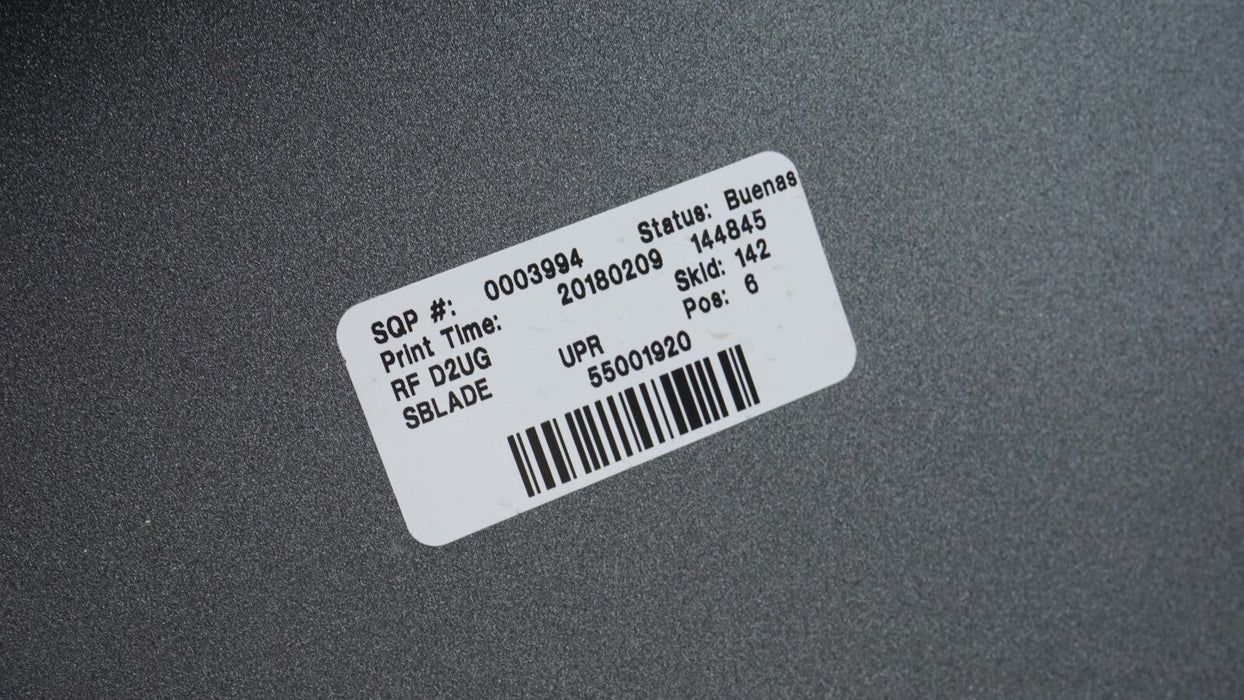 SQP #: 0003994 Status: Buenas
Print Time: 20180209 144845
RF D2UG Skid: 142
SBLADE UPR Pos: 6
55001920